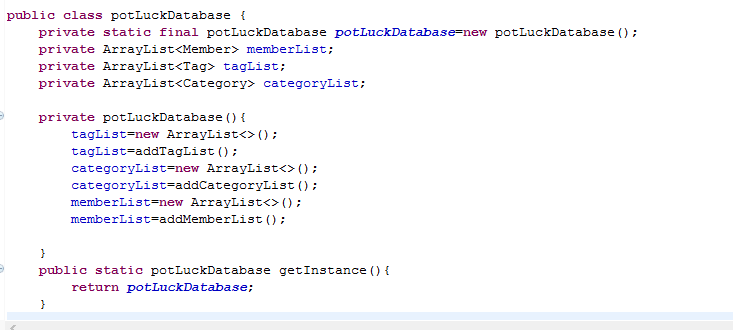 public class potLuckDatabase {
    private static final potLuckDatabase potLuckDatabase=new potLuckDatabase();
    private ArrayList<Member> memberList;
    private ArrayList<Tag> tagList;
    private ArrayList<Category> categoryList;

    private potLuckDatabase(){
        tagList=new ArrayList<>();
        tagList=addTagList();
        categoryList=new ArrayList<>();
        categoryList=addCategoryList();
        memberList=new ArrayList<>();
        memberList=addMemberList();

    }
    public static potLuckDatabase getInstance(){
        return potLuckDatabase;
    }